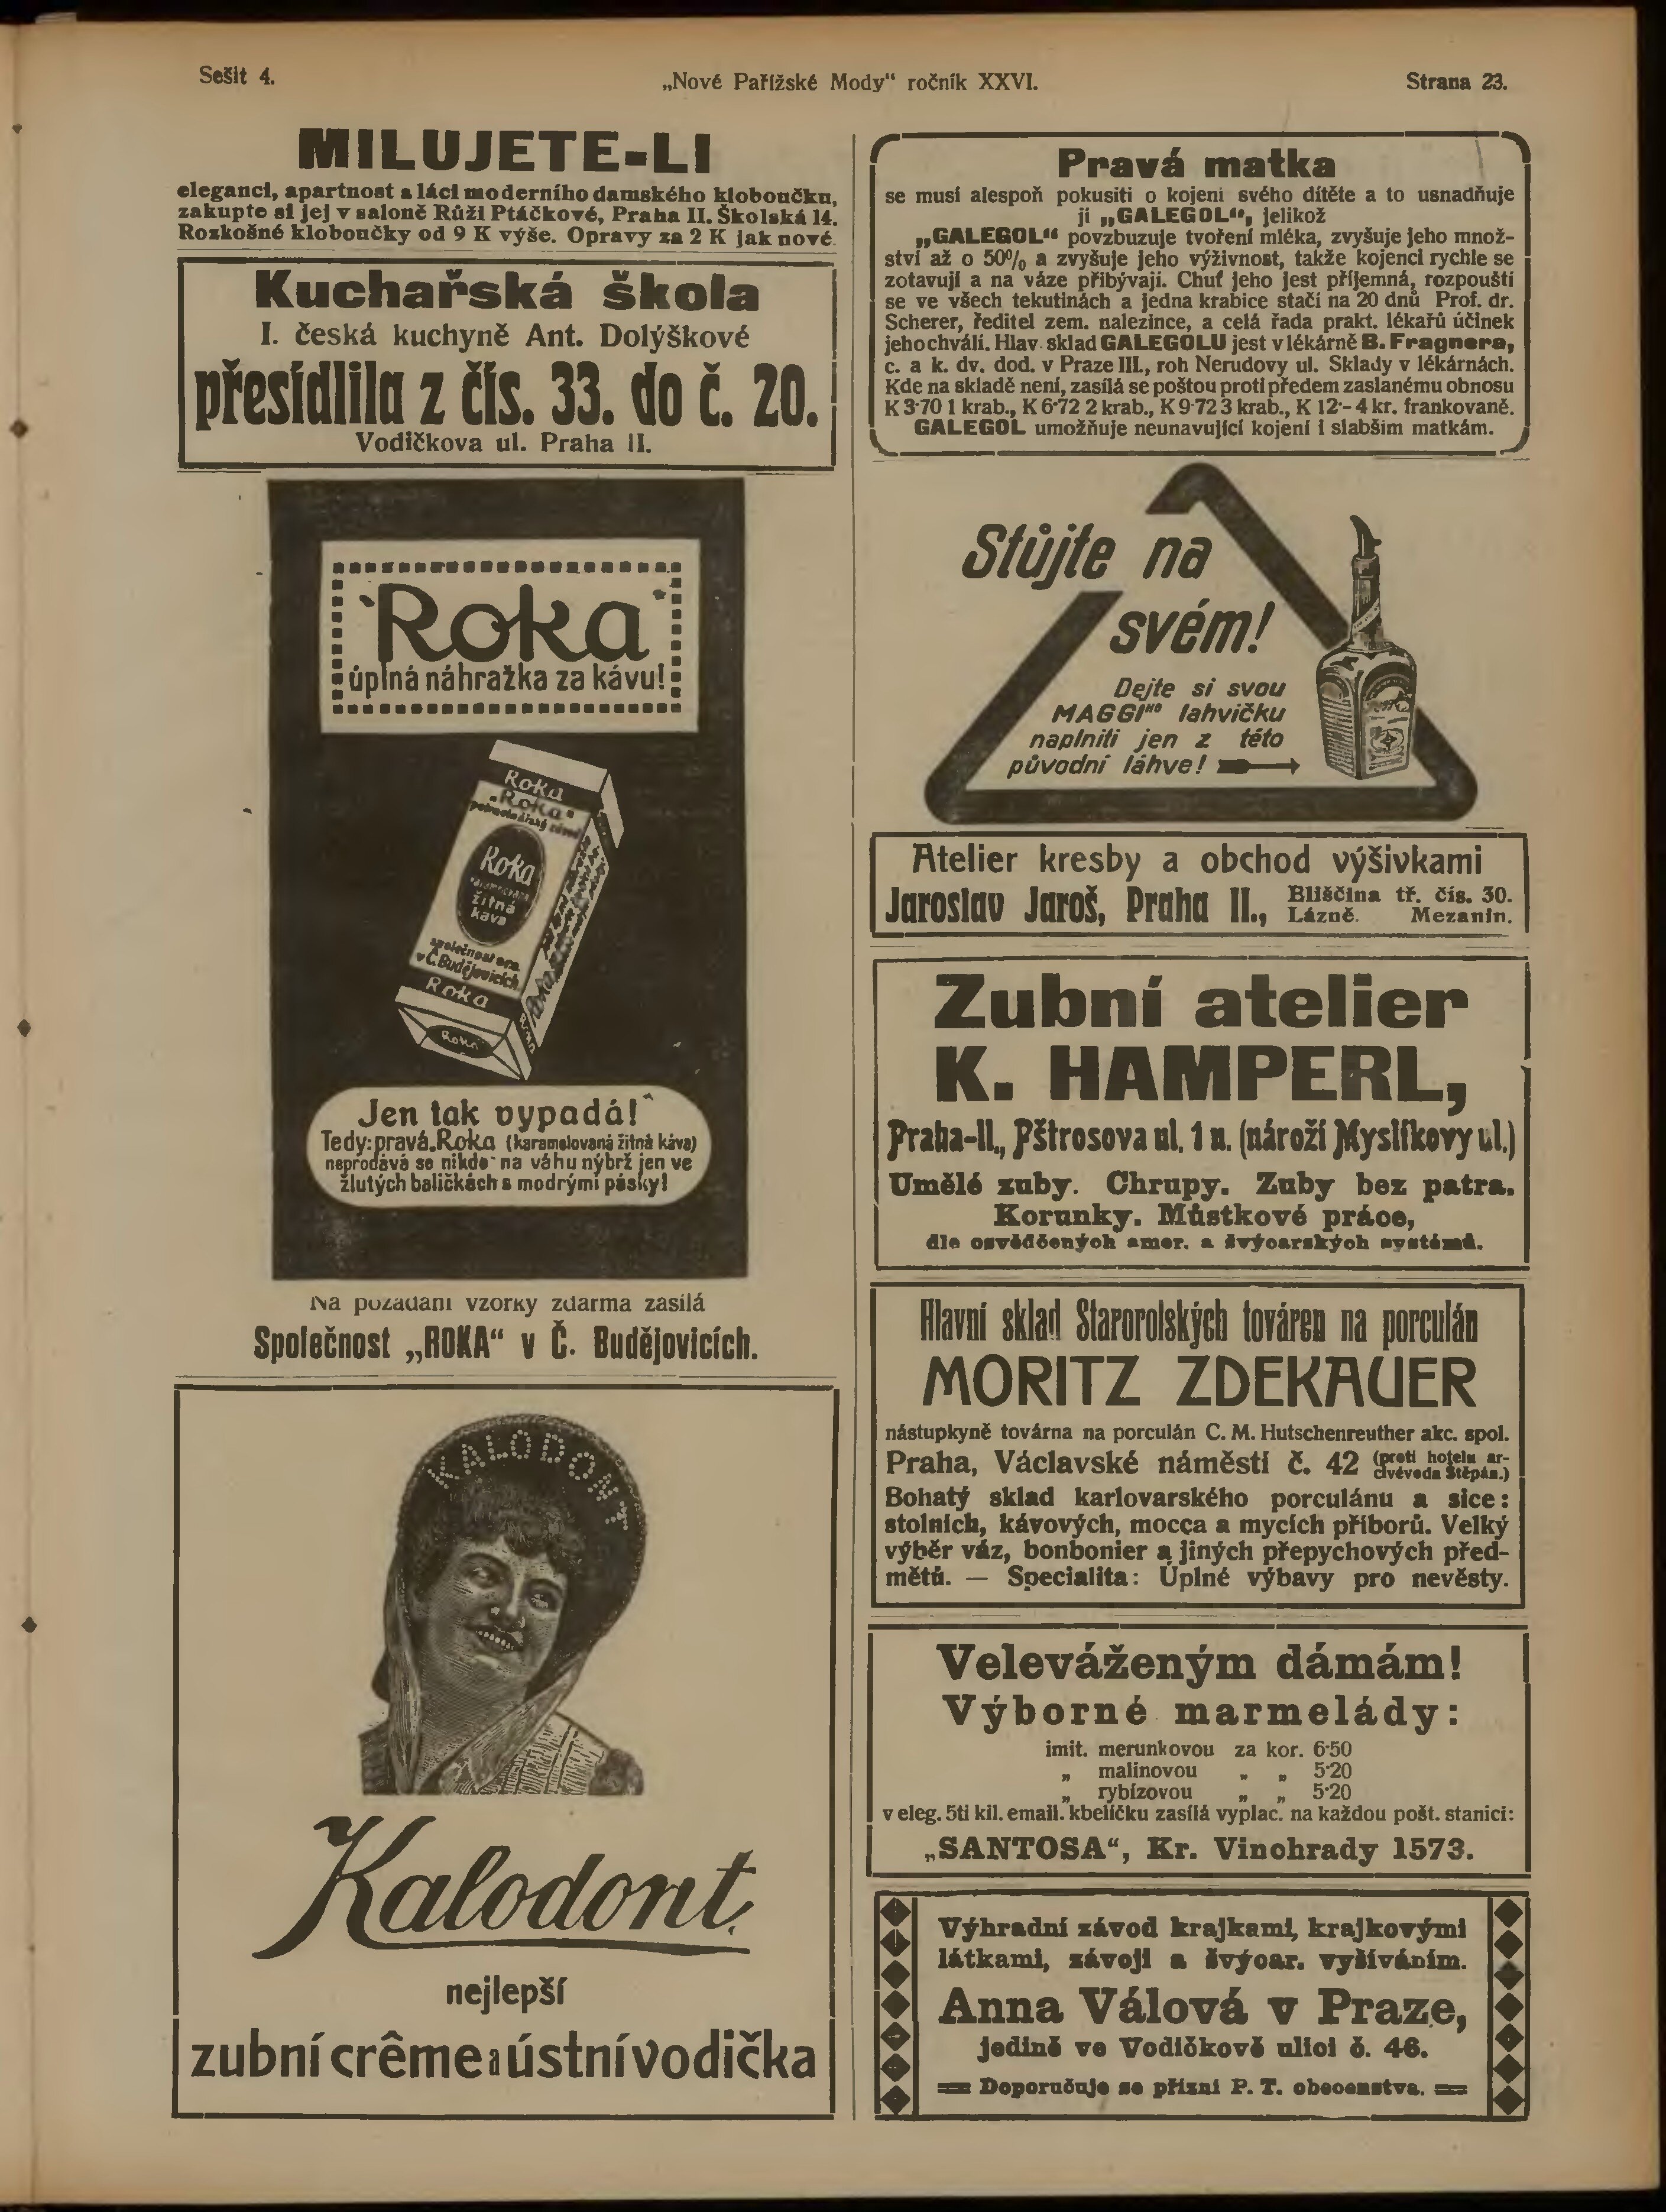 Sešit 4.
„Nové Pařížské Mody“ ročník XXVI.
Strana 23.
MILUJETE-LI
eleganci, apartnost a láci moderního damského kloboučku,
zakupte si jej v saloně Růži Ptáčkové, Praha II. Školská 14.
Rozkošné kloboučky od 9 K výše. Opravy za 2 K jak nové.
Kuchařská škola
I. česká kuchyně Ant. Dolýškové
přesídlila z čís. 33. do č. 20.
Vodičkova ul. Praha II.
Roka
úplná náhražka za kávu!
Roka
„Roka“
Roka
žitná
káva
společnost
v Č. Budějovicích
Roka
Roka
Jen tak vypadá!
Tedy: pravá „Roka (karamelovaná žitná káva)
neprodává se nikde na váhu nýbrž jen ve
žlutých balíčkách s modrými pásky!
Na požádání vzorky zdarma zasílá
Společnost „ROKA“ v Č. Budějovicích.
KALODONT
Kalodont
nejlepší
zubní crême a ústní vodička
Pravá matka
se musí alespoň pokusiti o kojení svého dítěte a to usnadňuje
jí „GALEGOL“, jelikož
„GALEGOL“ povzbuzuje tvoření mléka, zvyšuje jeho množ-
ství až o 50% a zvyšuje jeho výživnost, takže kojenci rychle se
zotavují a na váze přibývají. Chuť jeho jest příjemná, rozpouští
se ve všech tekutinách a jedna krabice stačí na 20 dnů Prof. dr.
Scherer, ředitel zem. nalezince, a celá řada prakt. lékařů účinek
jeho chválí. Hlav. sklad GALEGOLU jest v lékárně B. Fragnera,
c. a k. dv. dod. v Praze III., roh Nerudovy ul. Sklady v lékárnách.
Kde na skladě není, zasílá se poštou proti předem zaslanému obnosu
K 3·70 1 krab., K 6·72 2 krab., K 9·72 3 krab., K 12·- 4 kr. frankovaně.
GALEGOL umožňuje neunavující kojení i slabším matkám.
Stůjte na
svém!
Dejte si svou
MAGGIHO lahvičku
naplniti jen z této
původní láhve!
Atelier kresby a obchod výšivkami
Jaroslav Jaroš, Praha II., Bliščina tř. čís. 30.
Lázně. Mezanin.
Zubní atelier
K. HAMPERL,
Praha-II., Pštrosova ul. 1 n. (nároží Myslíkovy ul.)
Umělé zuby. Chrupy. Zuby bez patra.
Korunky. Můstkové práce,
dle osvědčených amer. a švýcarských systémů.
Hlavní sklad Starorolských továren na porculán
MORITZ ZDEKAUER
nástupkyně továrna na porculán C. M. Hutschenreuther akc. spol.
Praha, Václavské náměstí č. 42 (proti hotelu ar-
civévoda Štěpán.)
Bohatý sklad karlovarského porculánu a sice:
stolních, kávových, mocca a mycích příborů. Velký
výběr váz, bonbonier a jiných přepychových před-
mětů. — Specialita: Úplné výbavy pro nevěsty.
Veleváženým dámám!
Výborné marmelády:
imit. merunkovou za kor. 6·50
„ malinovou „ „ 5·20
„ rybízovou „ „ 5·20
v eleg. 5ti kil. email. kbelíčku zasílá vyplac. na každou pošt. stanici:
„SANTOSA“, Kr. Vinohrady 1573.
Výhradní závod krajkami, krajkovými
látkami, závoji a švýcar. vyšíváním.
Anna Válová v Praze,
jedině ve Vodičkově ulici č. 46.
Doporučuje se přízni P. T. obecenstva.